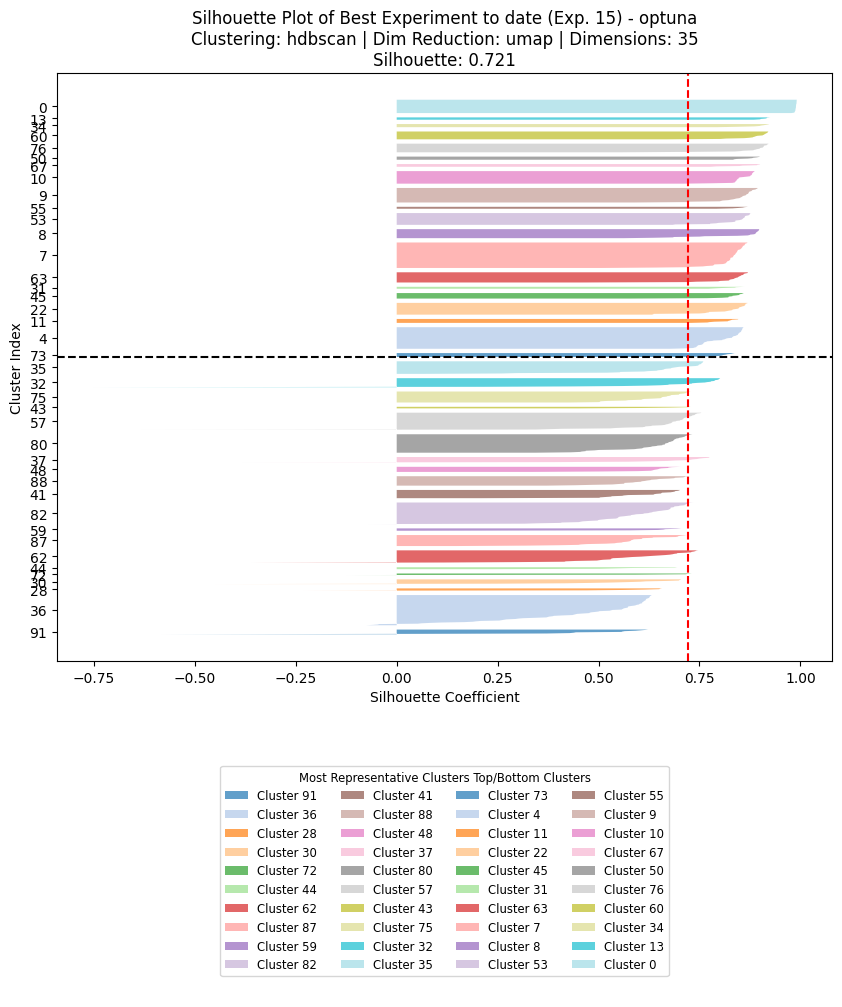 Silhouette Plot of Best Experiment to date (Exp. 15) - optuna
Clustering: hdbscan | Dim Reduction: umap | Dimensions: 35
Silhouette: 0.721
Cluster Index
0
13
34
60
76
50
67
10
9
55
53
8
7
63
31
45
22
11
4
73
35
32
75
43
57
80
37
48
88
41
82
59
87
62
44
72
30
28
36
91
−0.75 −0.50 −0.25 0.00 0.25 0.50 0.75 1.00
Silhouette Coefficient
Most Representative Clusters Top/Bottom Clusters
Cluster 91 Cluster 41 Cluster 73 Cluster 55
Cluster 36 Cluster 88 Cluster 4 Cluster 9
Cluster 28 Cluster 48 Cluster 11 Cluster 10
Cluster 30 Cluster 37 Cluster 22 Cluster 67
Cluster 72 Cluster 80 Cluster 45 Cluster 50
Cluster 44 Cluster 57 Cluster 31 Cluster 76
Cluster 62 Cluster 43 Cluster 63 Cluster 60
Cluster 87 Cluster 75 Cluster 7 Cluster 34
Cluster 59 Cluster 32 Cluster 8 Cluster 13
Cluster 82 Cluster 35 Cluster 53 Cluster 0